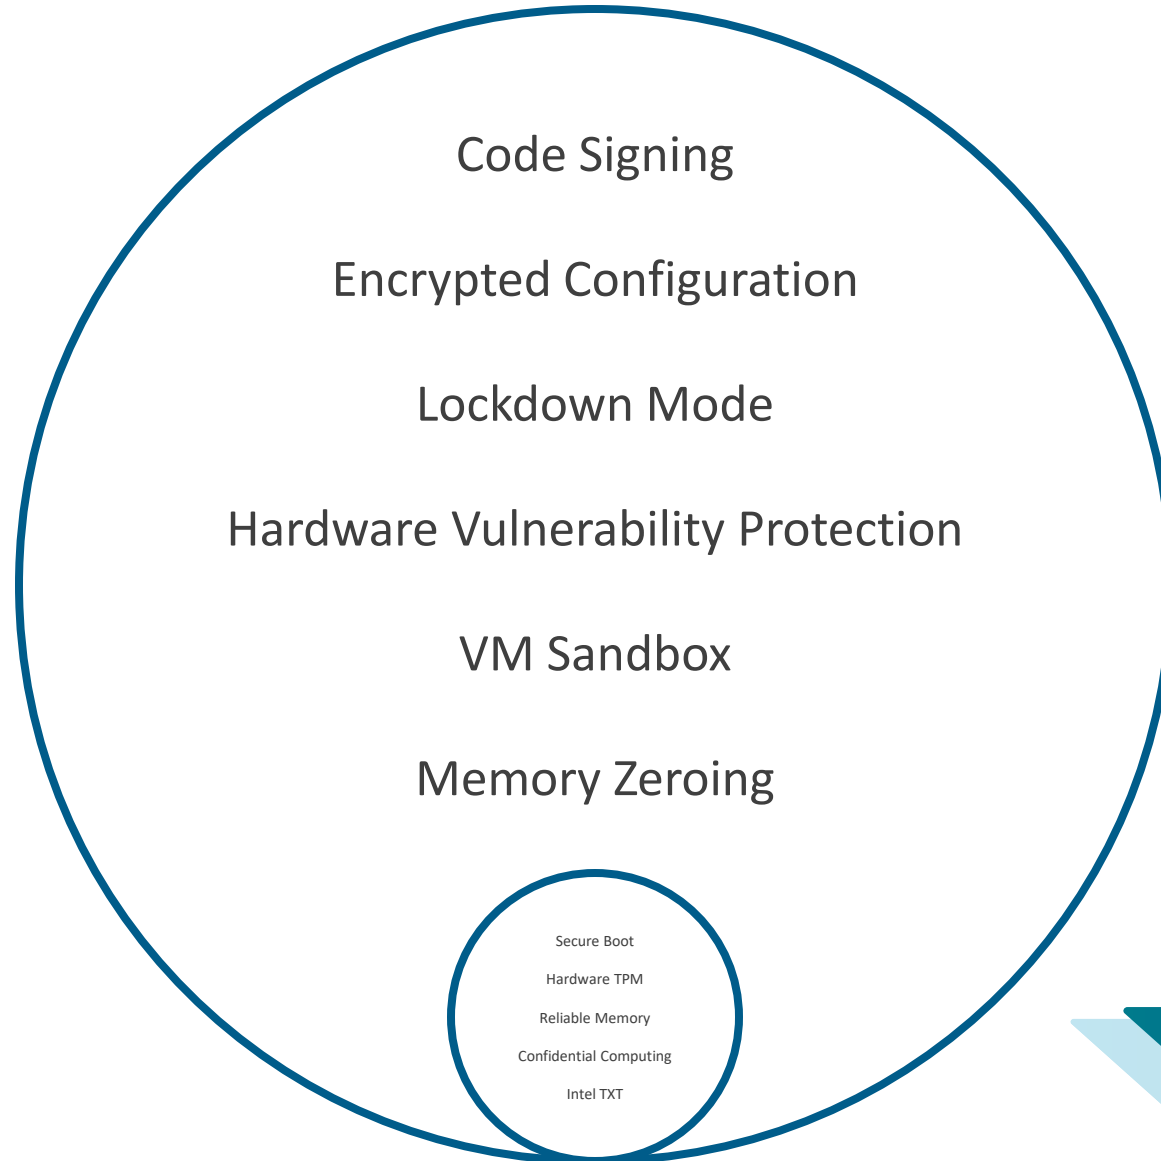 Code Signing
Encrypted Configuration
Lockdown Mode
Hardware Vulnerability Protection
VM Sandbox
Memory Zeroing
Secure Boot
Hardware TPM
Reliable Memory
Confidential Computing
Intel TXT